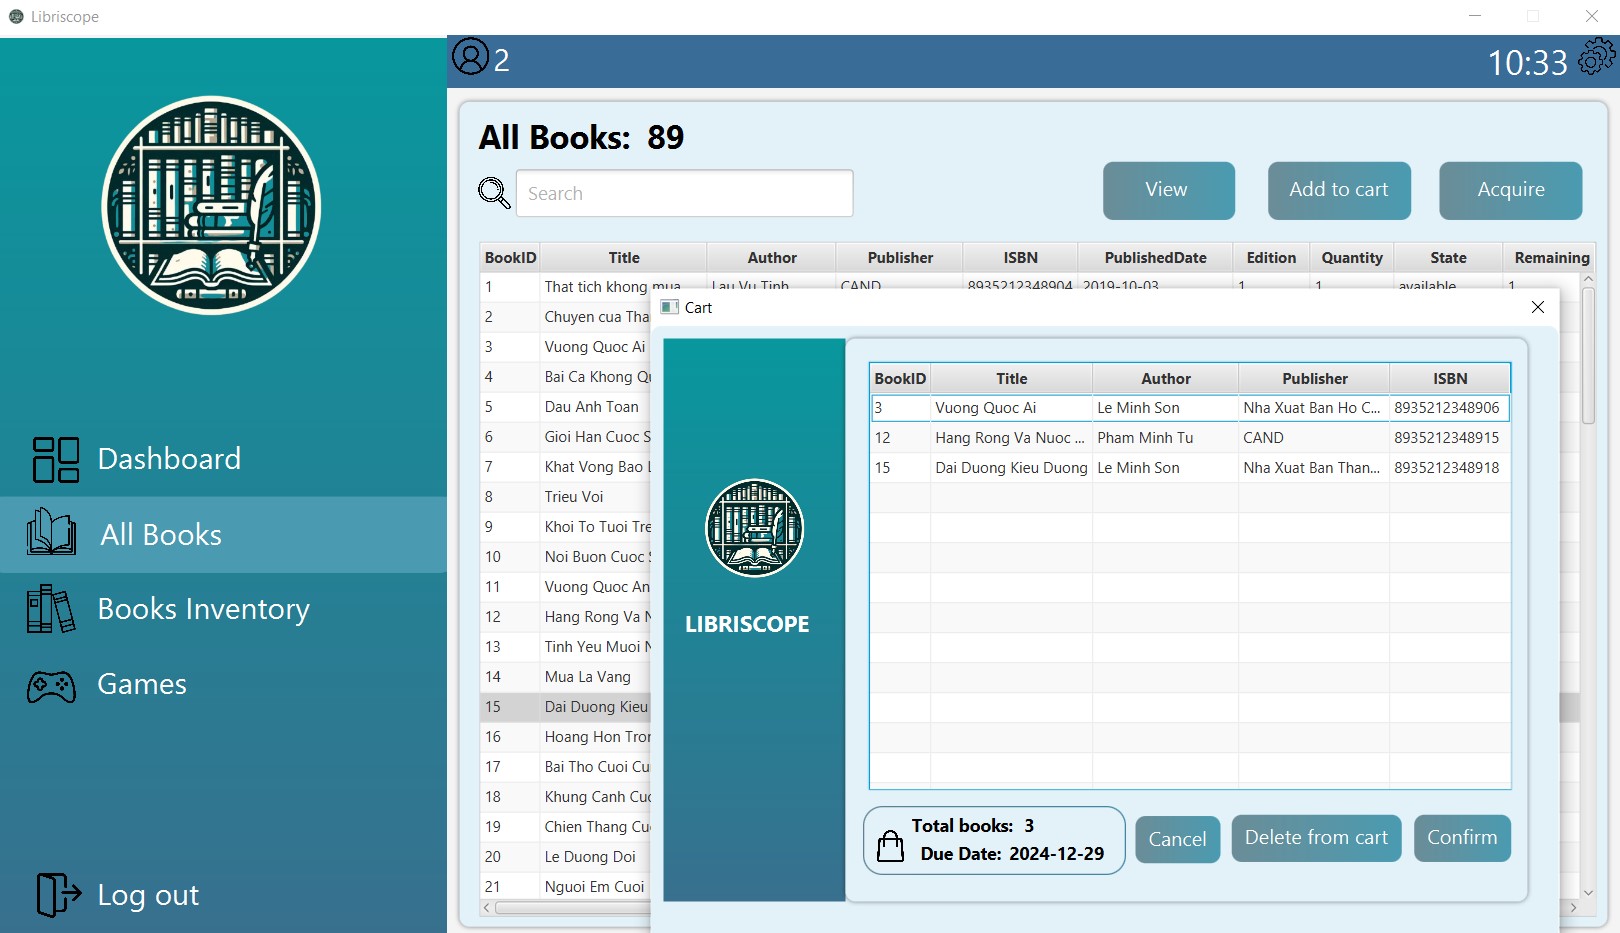 Libriscope
2
10:33
All Books: 89
Search
View
Add to cart
Acquire
BookID Title Author Publisher ISBN PublishedDate Edition Quantity State Remaining
1 That tich khong mua Lau Vu Tinh CAND 8935212348904 2019-10-03 1 1 available 1
2 Chuyen cua Tha
3 Vuong Quoc Ai
4 Bai Ca Khong Qu
5 Dau Anh Toan
6 Gioi Han Cuoc S
7 Khat Vong Bao L
8 Trieu Voi
9 Khoi To Tuoi Tre
10 Noi Buon Cuoc S
11 Vuong Quoc An
12 Hang Rong Va N
13 Tinh Yeu Muoi N
14 Mua La Vang
15 Dai Duong Kieu
16 Hoang Hon Tron
17 Bai Tho Cuoi Cu
18 Khung Canh Cuo
19 Chien Thang Cu
20 Le Duong Doi
21 Nguoi Em Cuoi
Dashboard
All Books
Books Inventory
Games
Log out
Cart
LIBRISCOPE
BookID Title Author Publisher ISBN
3 Vuong Quoc Ai Le Minh Son Nha Xuat Ban Ho C... 8935212348906
12 Hang Rong Va Nuoc ... Pham Minh Tu CAND 8935212348915
15 Dai Duong Kieu Duong Le Minh Son Nha Xuat Ban Than... 8935212348918
Total books: 3
Due Date: 2024-12-29
Cancel
Delete from cart
Confirm